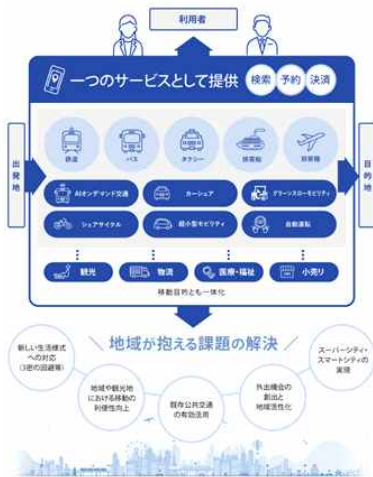 利用者
一つのサービスとして提供
検索
予約
決済
出発地
目的地
鉄道
バス
タクシー
旅客船
旅客機
AIオンデマンド交通
カーシェア
グリーンスローモビリティ
シェアサイクル
超小型モビリティ
自動運転
観光
物流
医療・福祉
小売り
移動目的とも一体化
地域が抱える課題の解決
新しい生活様式
への対応
(3密の回避等)
地域や観光地
における移動の
利便性向上
既存公共交通
の有効活用
外出機会の
創出と
地域活性化
スーパーシティ・
スマートシティの
実現